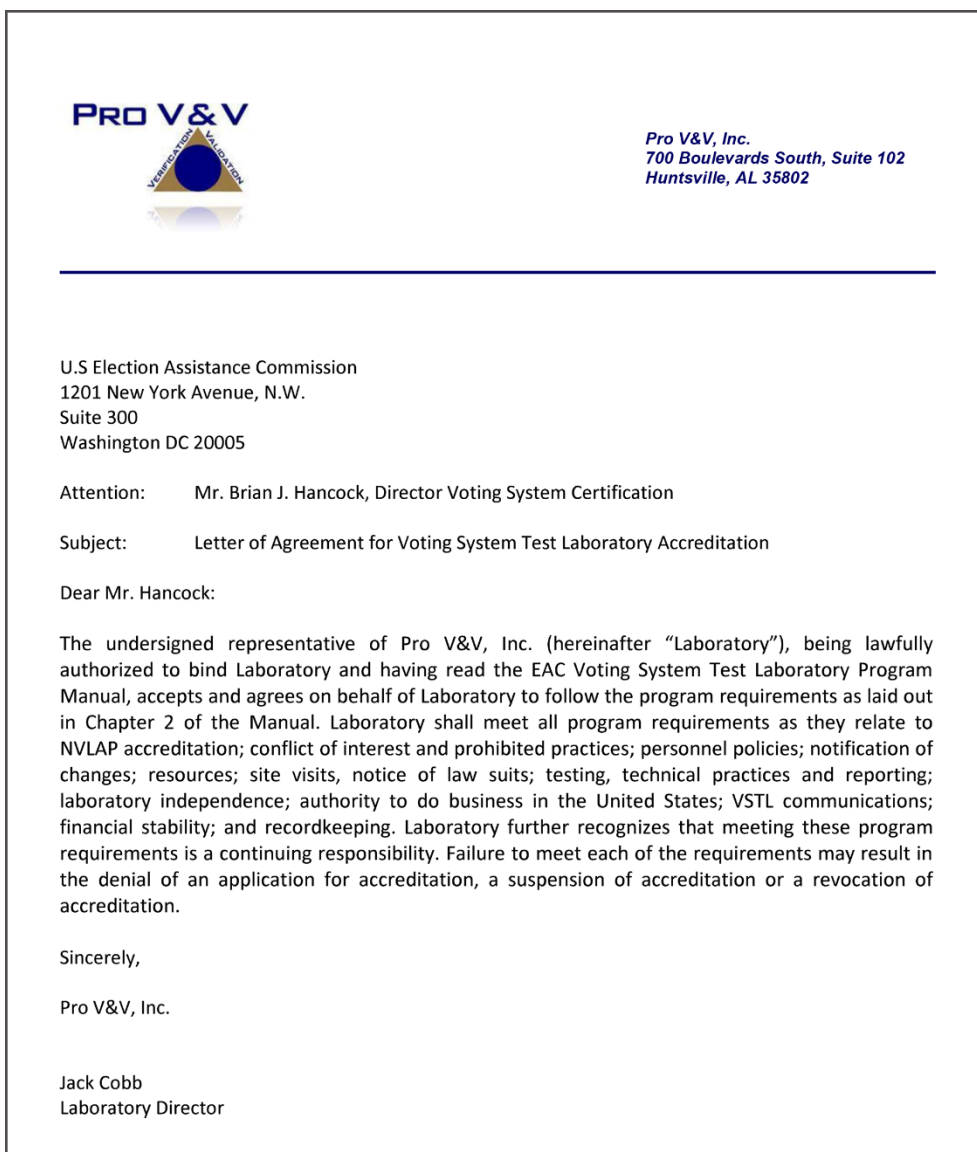 PRO V&V
VERIFICATION VALIDATION
Pro V&V, Inc.
700 Boulevards South, Suite 102
Huntsville, AL 35802
U.S Election Assistance Commission
1201 New York Avenue, N.W.
Suite 300
Washington DC 20005
Attention: Mr. Brian J. Hancock, Director Voting System Certification
Subject: Letter of Agreement for Voting System Test Laboratory Accreditation
Dear Mr. Hancock:
The undersigned representative of Pro V&V, Inc. (hereinafter “Laboratory”), being lawfully
authorized to bind Laboratory and having read the EAC Voting System Test Laboratory Program
Manual, accepts and agrees on behalf of Laboratory to follow the program requirements as laid out
in Chapter 2 of the Manual. Laboratory shall meet all program requirements as they relate to
NVLAP accreditation; conflict of interest and prohibited practices; personnel policies; notification of
changes; resources; site visits, notice of law suits; testing, technical practices and reporting;
laboratory independence; authority to do business in the United States; VSTL communications;
financial stability; and recordkeeping. Laboratory further recognizes that meeting these program
requirements is a continuing responsibility. Failure to meet each of the requirements may result in
the denial of an application for accreditation, a suspension of accreditation or a revocation of
accreditation.
Sincerely,
Pro V&V, Inc.
Jack Cobb
Laboratory Director